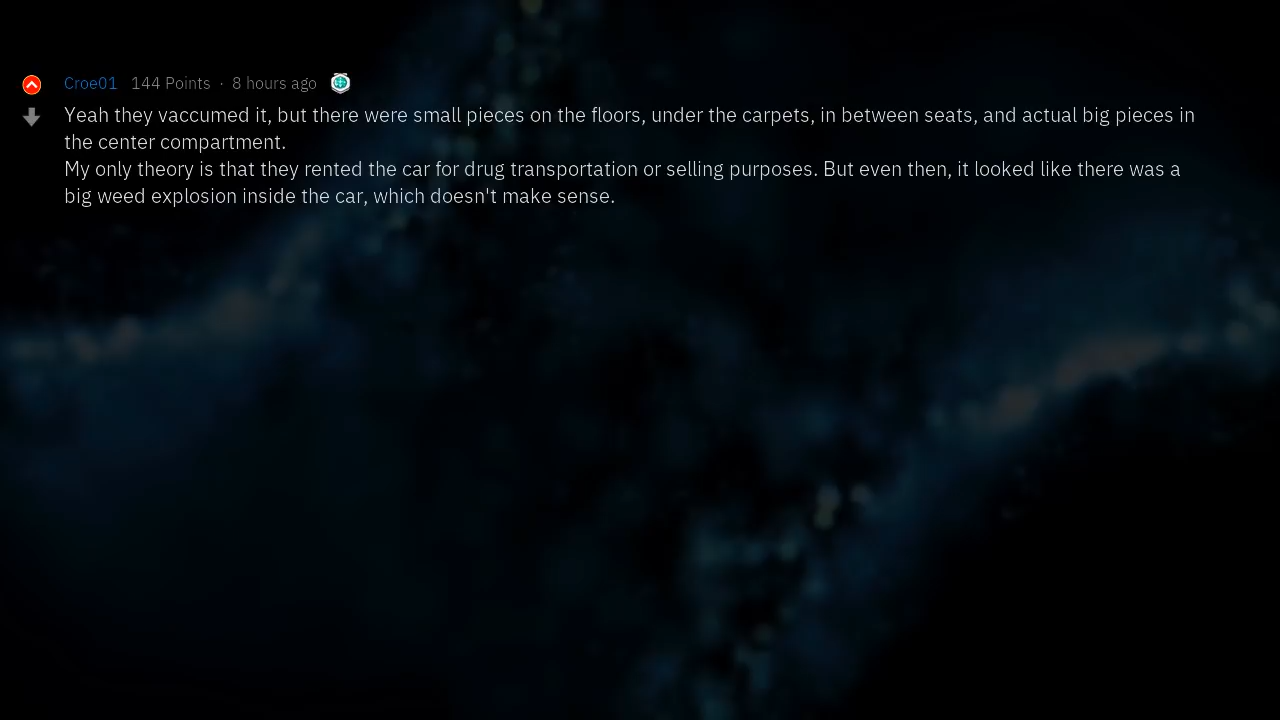 Croe01 144 Points · 8 hours ago
Yeah they vaccumed it, but there were small pieces on the floors, under the carpets, in between seats, and actual big pieces in
the center compartment.
My only theory is that they rented the car for drug transportation or selling purposes. But even then, it looked like there was a
big weed explosion inside the car, which doesn't make sense.